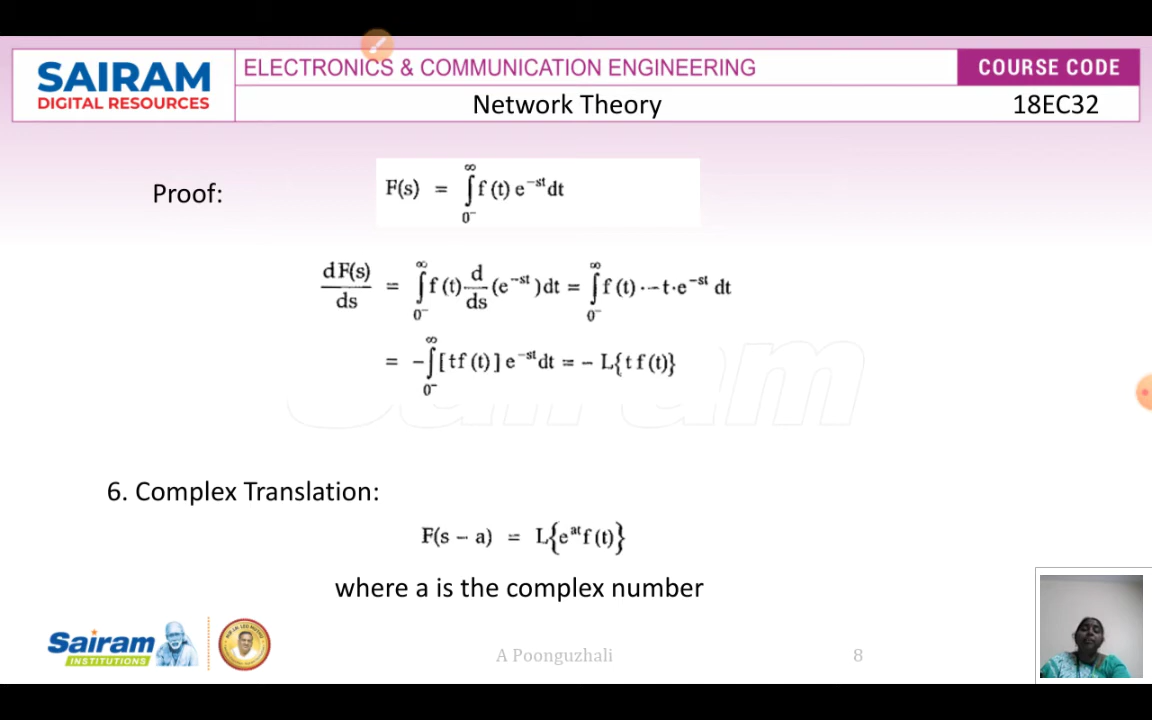 SAIRAM
DIGITAL RESOURCES
ELECTRONICS & COMMUNICATION ENGINEERING
COURSE CODE
Network Theory
18EC32
Proof:
F(s) = ∫₀₋^∞ f (t) e^{-st} dt
dF(s)/ds = ∫₀₋^∞ f (t) d/ds (e^{-st}) dt = ∫₀₋^∞ f (t) ·-t·e^{-st} dt
= -∫₀₋^∞ [tf (t)] e^{-st} dt = - L{t f (t)}
Sairam
6. Complex Translation:
F(s - a) = L{e^{at} f (t)}
where a is the complex number
Sairam
INSTITUTIONS
A Poonguzhali
8